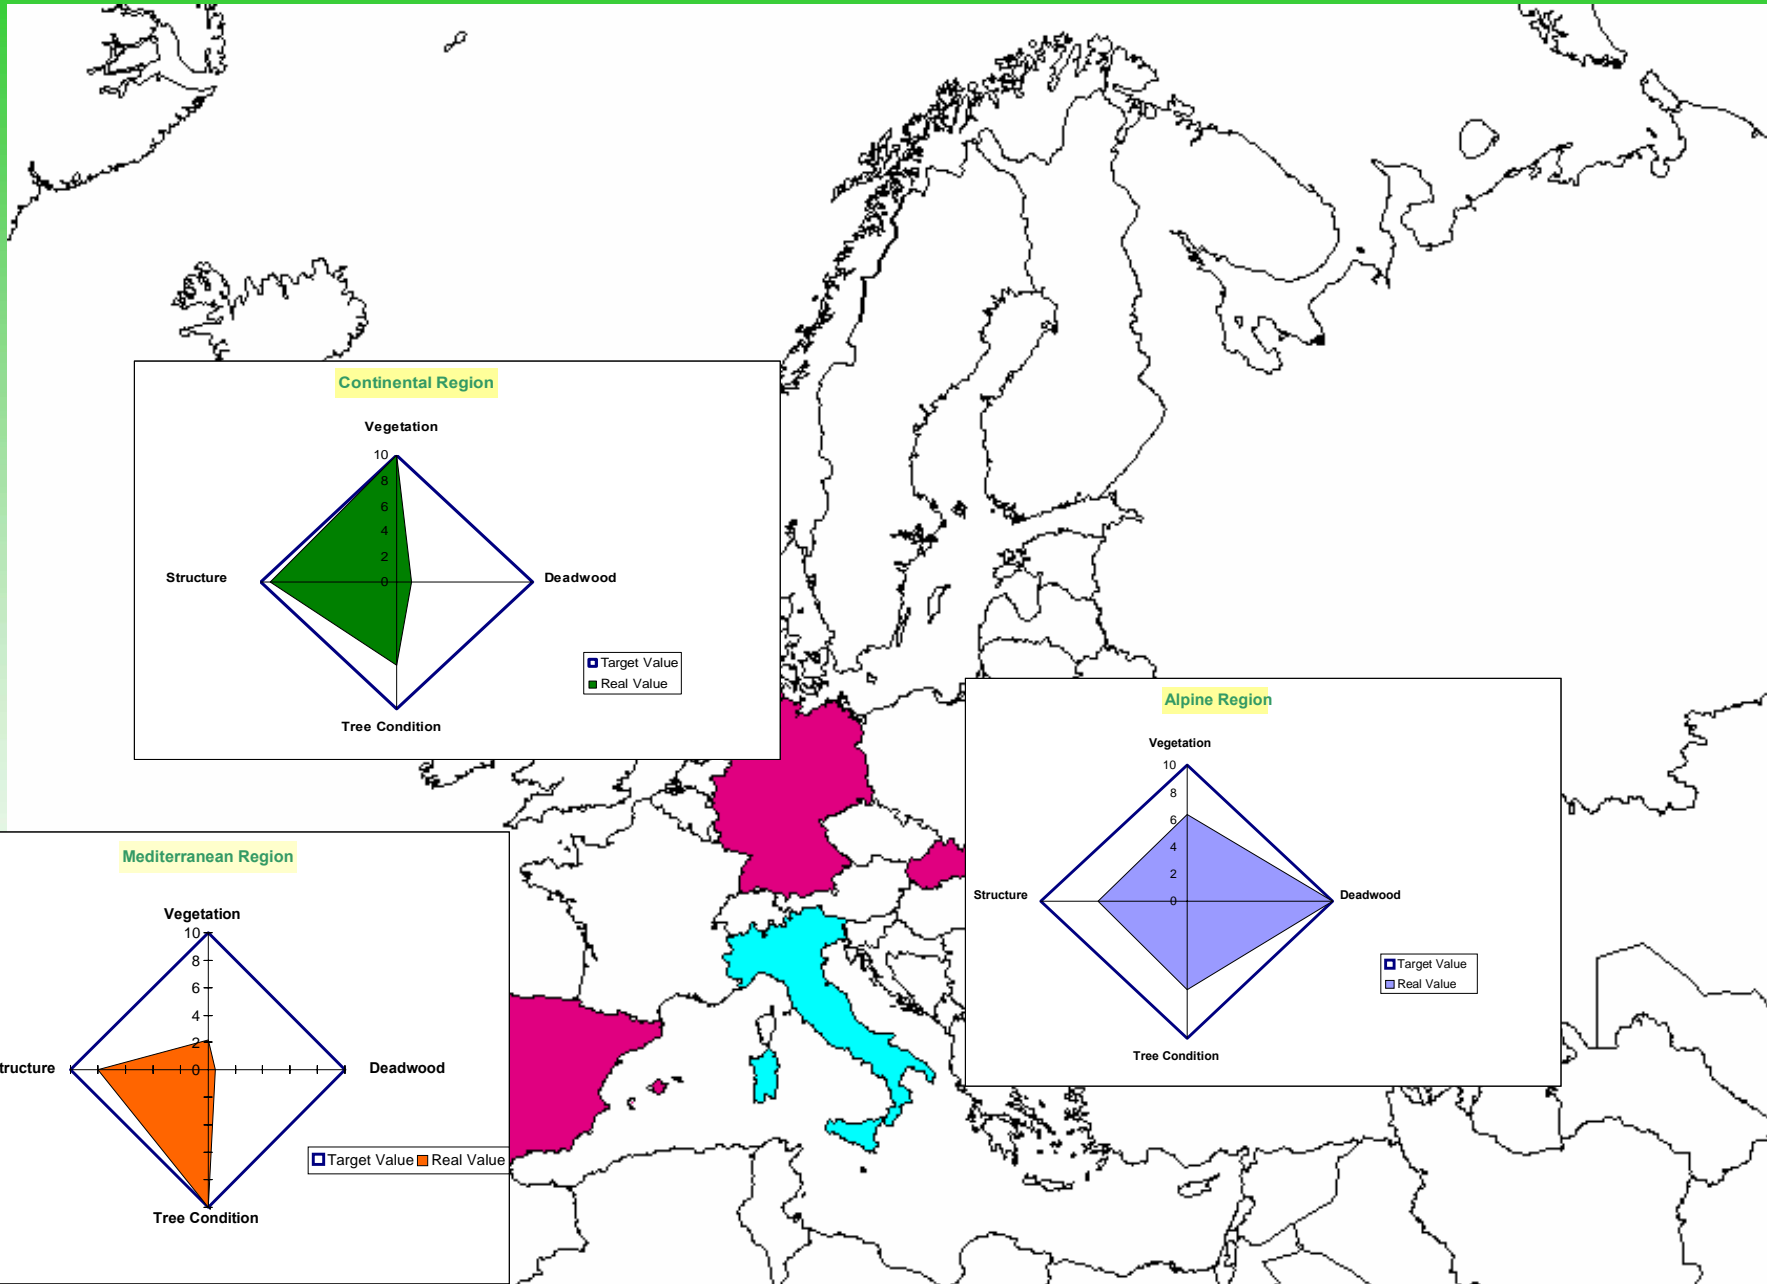 Continental Region
Vegetation
10
8
6
4
2
0
Structure
Deadwood
Tree Condition
Target Value
Real Value
Alpine Region
Vegetation
10
8
6
4
2
0
Structure
Deadwood
Tree Condition
Target Value
Real Value
Mediterranean Region
Vegetation
10
8
6
4
2
0
tructure
Deadwood
Target Value Real Value
Tree Condition